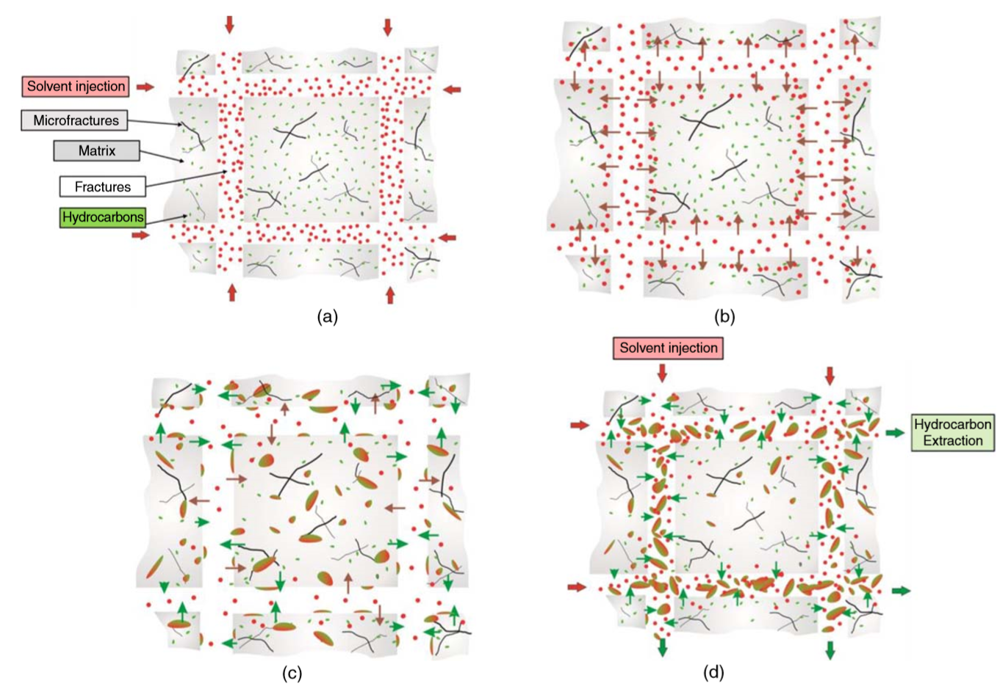 Solvent injection
Microfractures
Matrix
Fractures
Hydrocarbons
(a)
(b)
Solvent injection
Hydrocarbon
Extraction
(c)
(d)